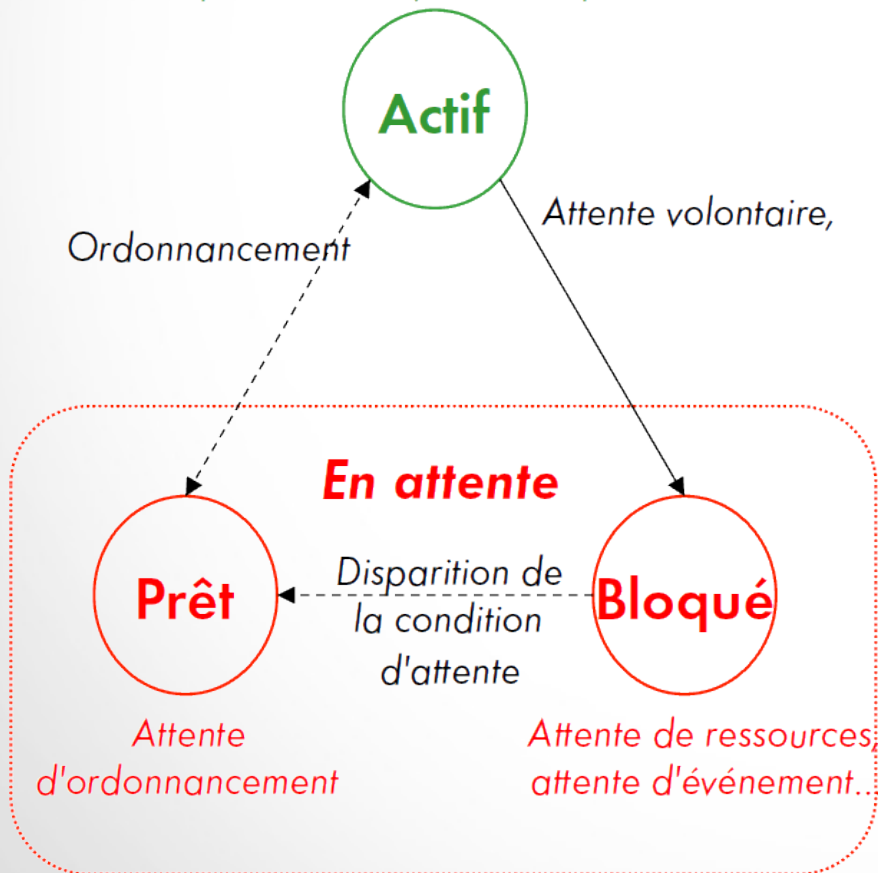 Actif
Attente volontaire,
Ordonnancement
En attente
Prêt
Disparition de
la condition
d'attente
Bloqué
Attente
d'ordonnancement
Attente de ressources,
attente d'événement...